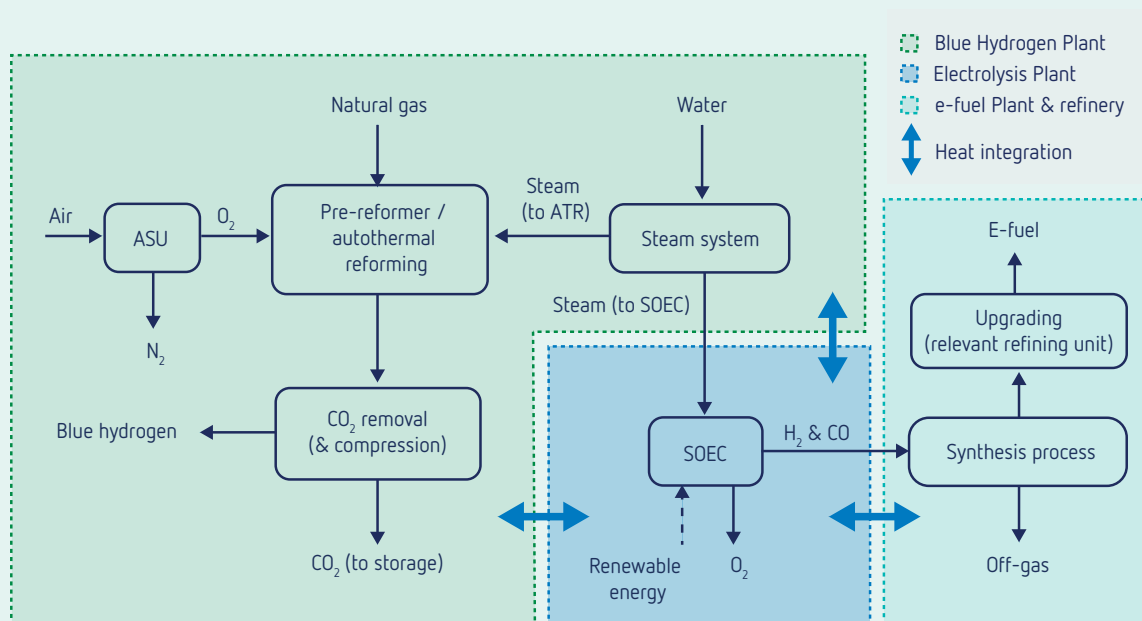 Blue Hydrogen Plant
Electrolysis Plant
e-fuel Plant & refinery
Heat integration
Natural gas
Water
Air
ASU
O₂
N₂
Pre-reformer /
autothermal
reforming
Steam
(to ATR)
Steam system
Steam (to SOEC)
Blue hydrogen
CO₂ removal
(& compression)
CO₂ (to storage)
SOEC
H₂ & CO
Renewable
energy
O₂
E-fuel
Upgrading
(relevant refining unit)
Synthesis process
Off-gas